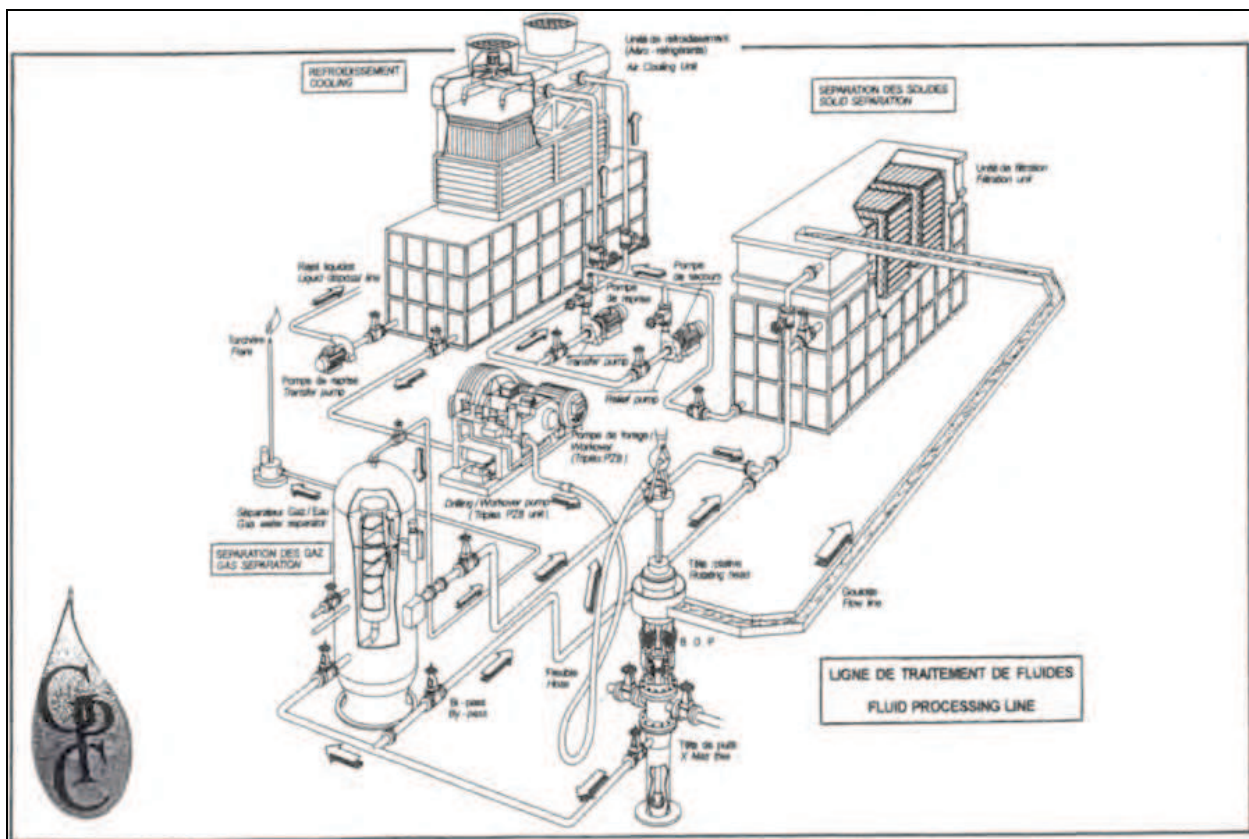 REFROIDISSEMENT
COOLING
Unité de refroidissement
(Aéro-réfrigérants)
Air Cooling Unit
SEPARATION DES SOLIDES
SOLID SEPARATION
Unité de filtration
Filtration unit
Rejet liquides
Liquid disposal line
Pompe
de secours
Pompe
de reprise
Torchère
Flare
Transfer pump
Pompe de reprise
Transfer pump
Relief pump
Pompe de forage /
Workover
(Triplex PZ8)
Drilling / Workover pump
(Triplex PZ8 unit)
Séparateur Gaz / Eau
Gas water separator
SEPARATION DES GAZ
GAS SEPARATION
Tête rotative
Rotating head
Goulotte
Flow line
B. O. P
Flexible
Hose
LIGNE DE TRAITEMENT DE FLUIDES
FLUID PROCESSING LINE
Bi-pass
By-pass
Tête de puits
X Mas tree